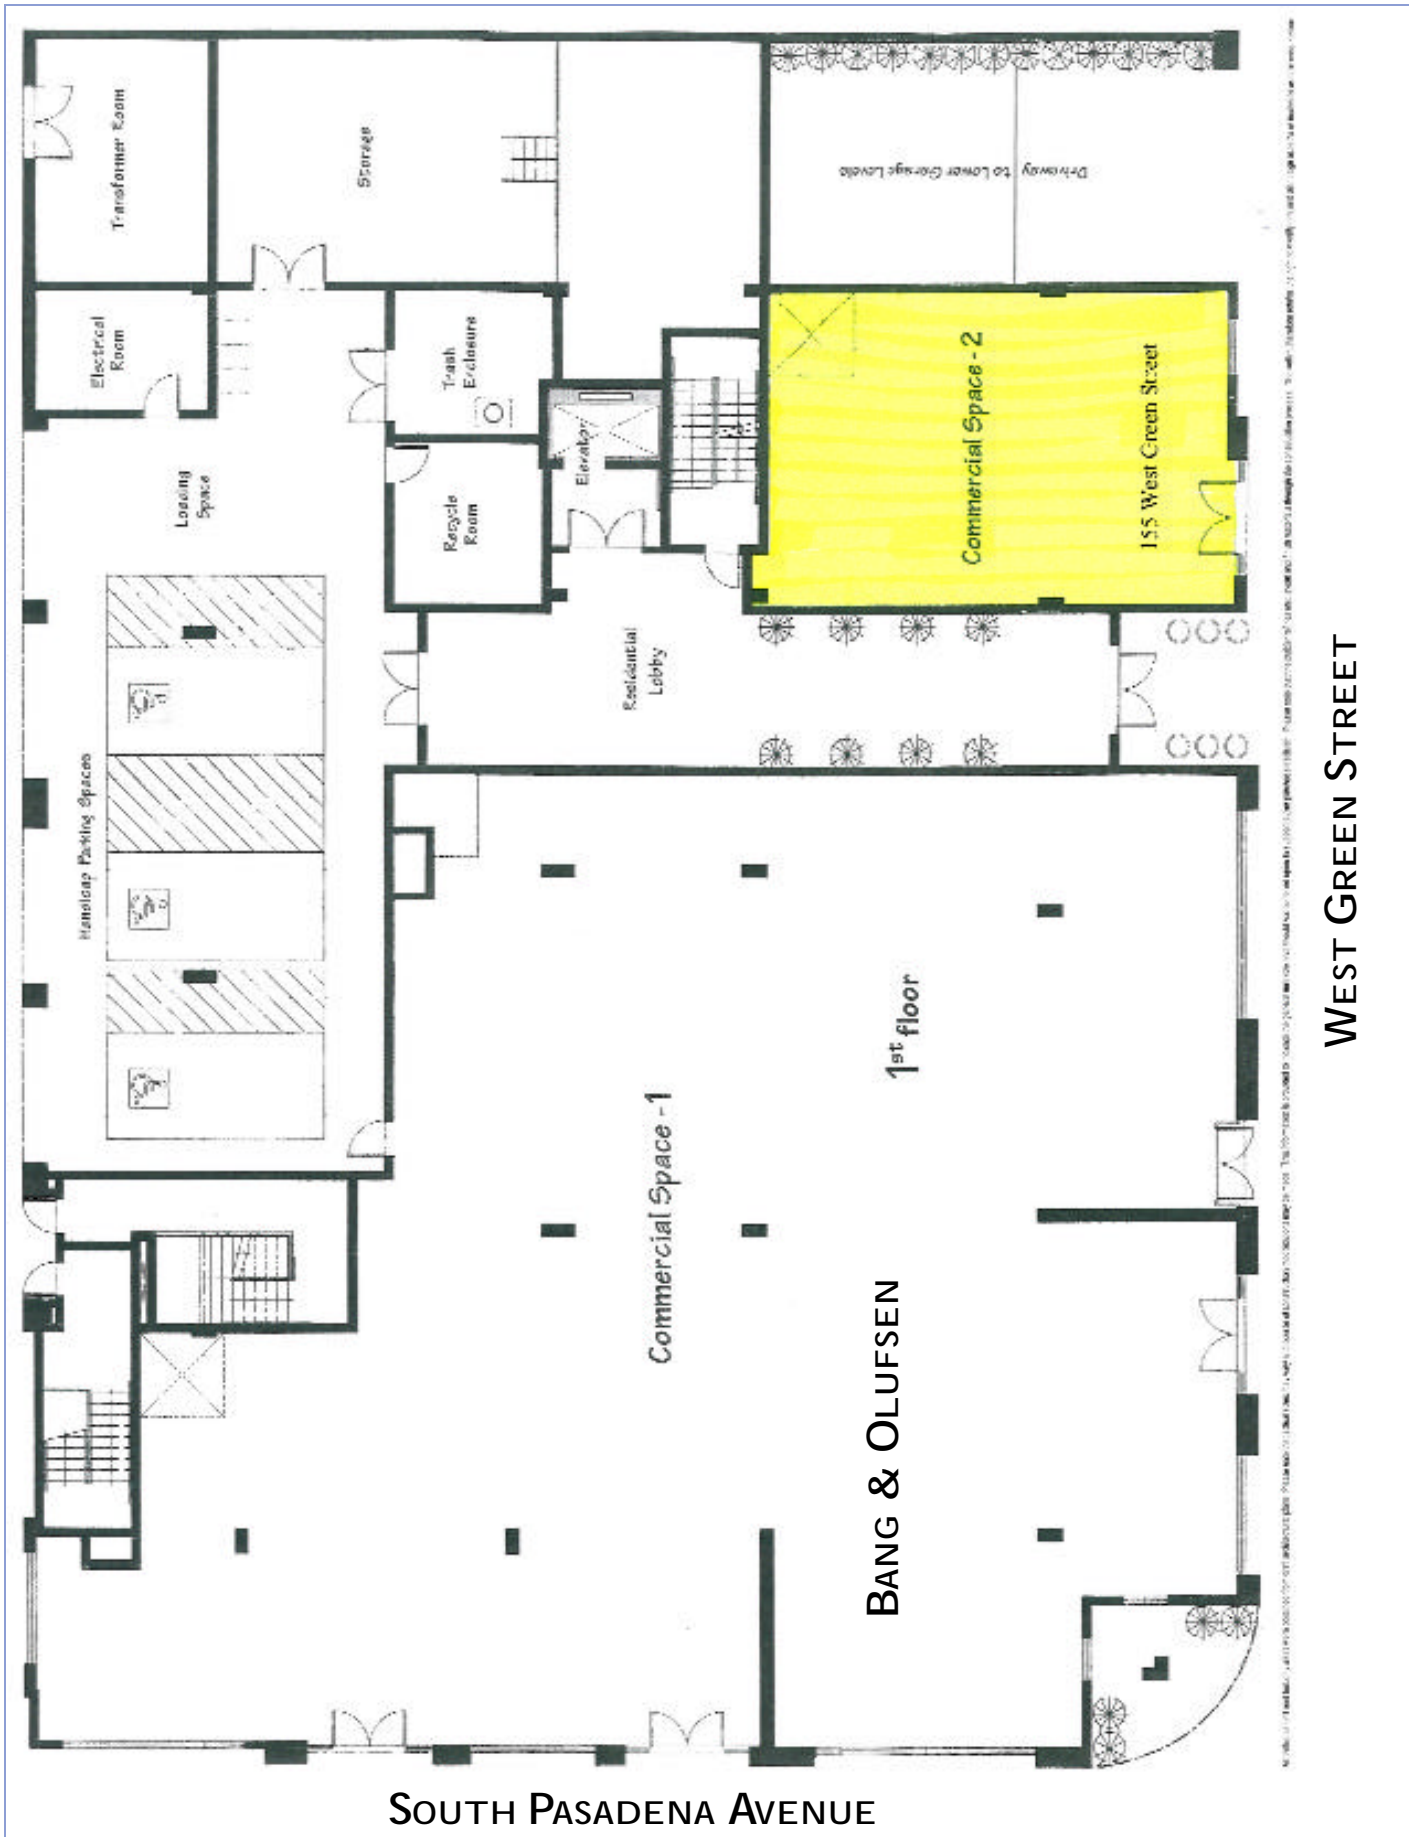 Transformer Room
Storage
Driveway to Lower Garage Levels
Electrical
Room
Trash
Enclosure
Loading
Space
Recycle
Room
Elevator
Commercial Space - 2
155 West Green Street
Residential
Lobby
Handicap Parking Spaces
WEST GREEN STREET
1st floor
Commercial Space - 1
BANG & OLUFSEN
SOUTH PASADENA AVENUE